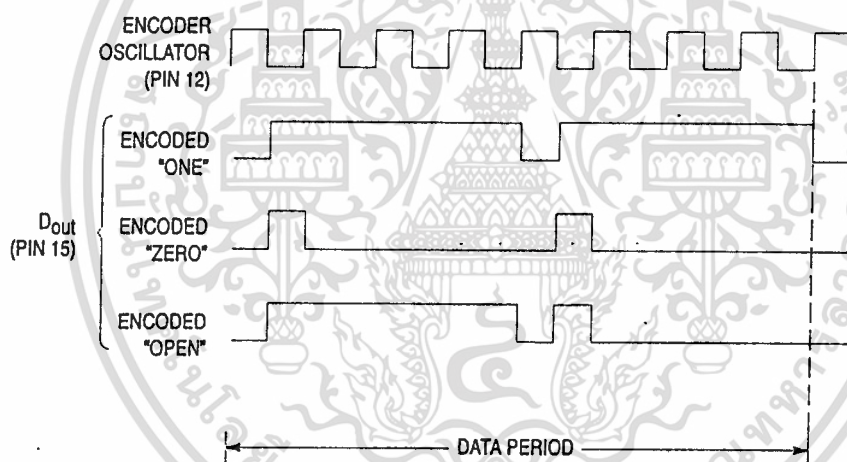 ENCODER
OSCILLATOR
(PIN 12)
ENCODED
"ONE"
Dout
(PIN 15)
ENCODED
"ZERO"
ENCODED
"OPEN"
DATA PERIOD